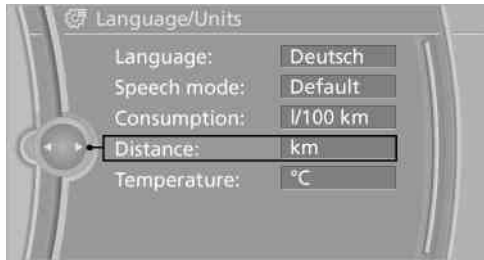 Language/Units
Language: Deutsch
Speech mode: Default
Consumption: l/100 km
Distance: km
Temperature: °C